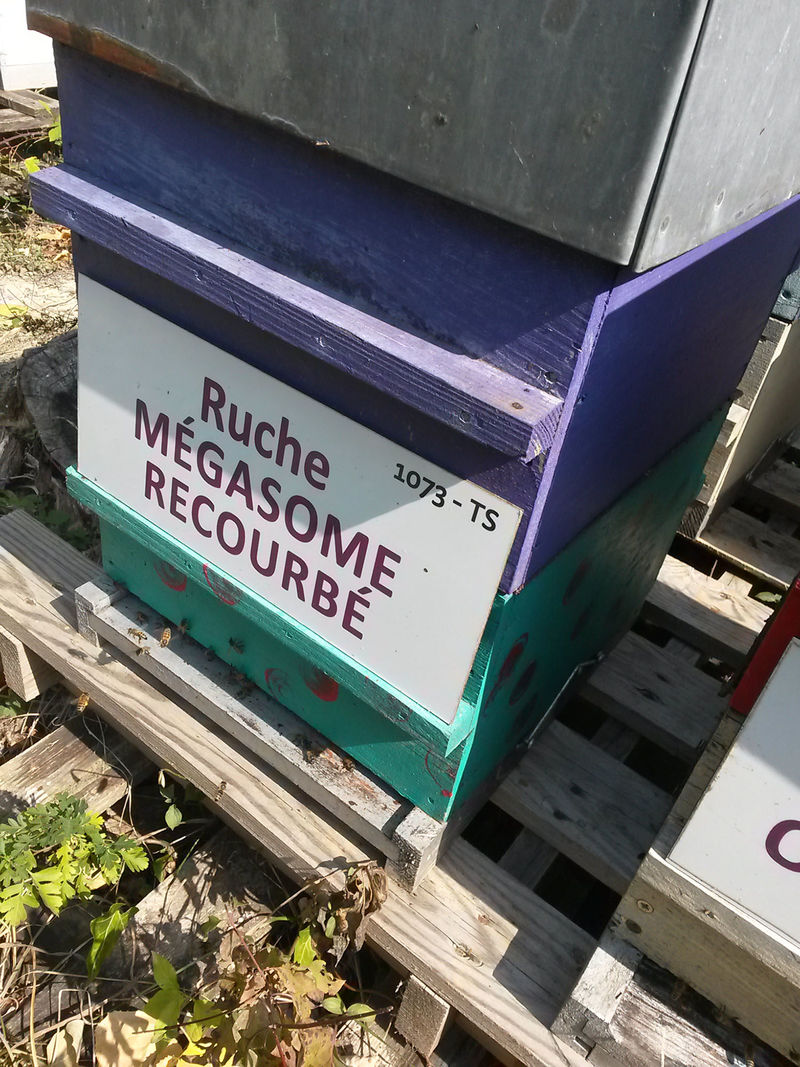 Ruche
MÉGASOME
RECOURBÉ
1073 - TS